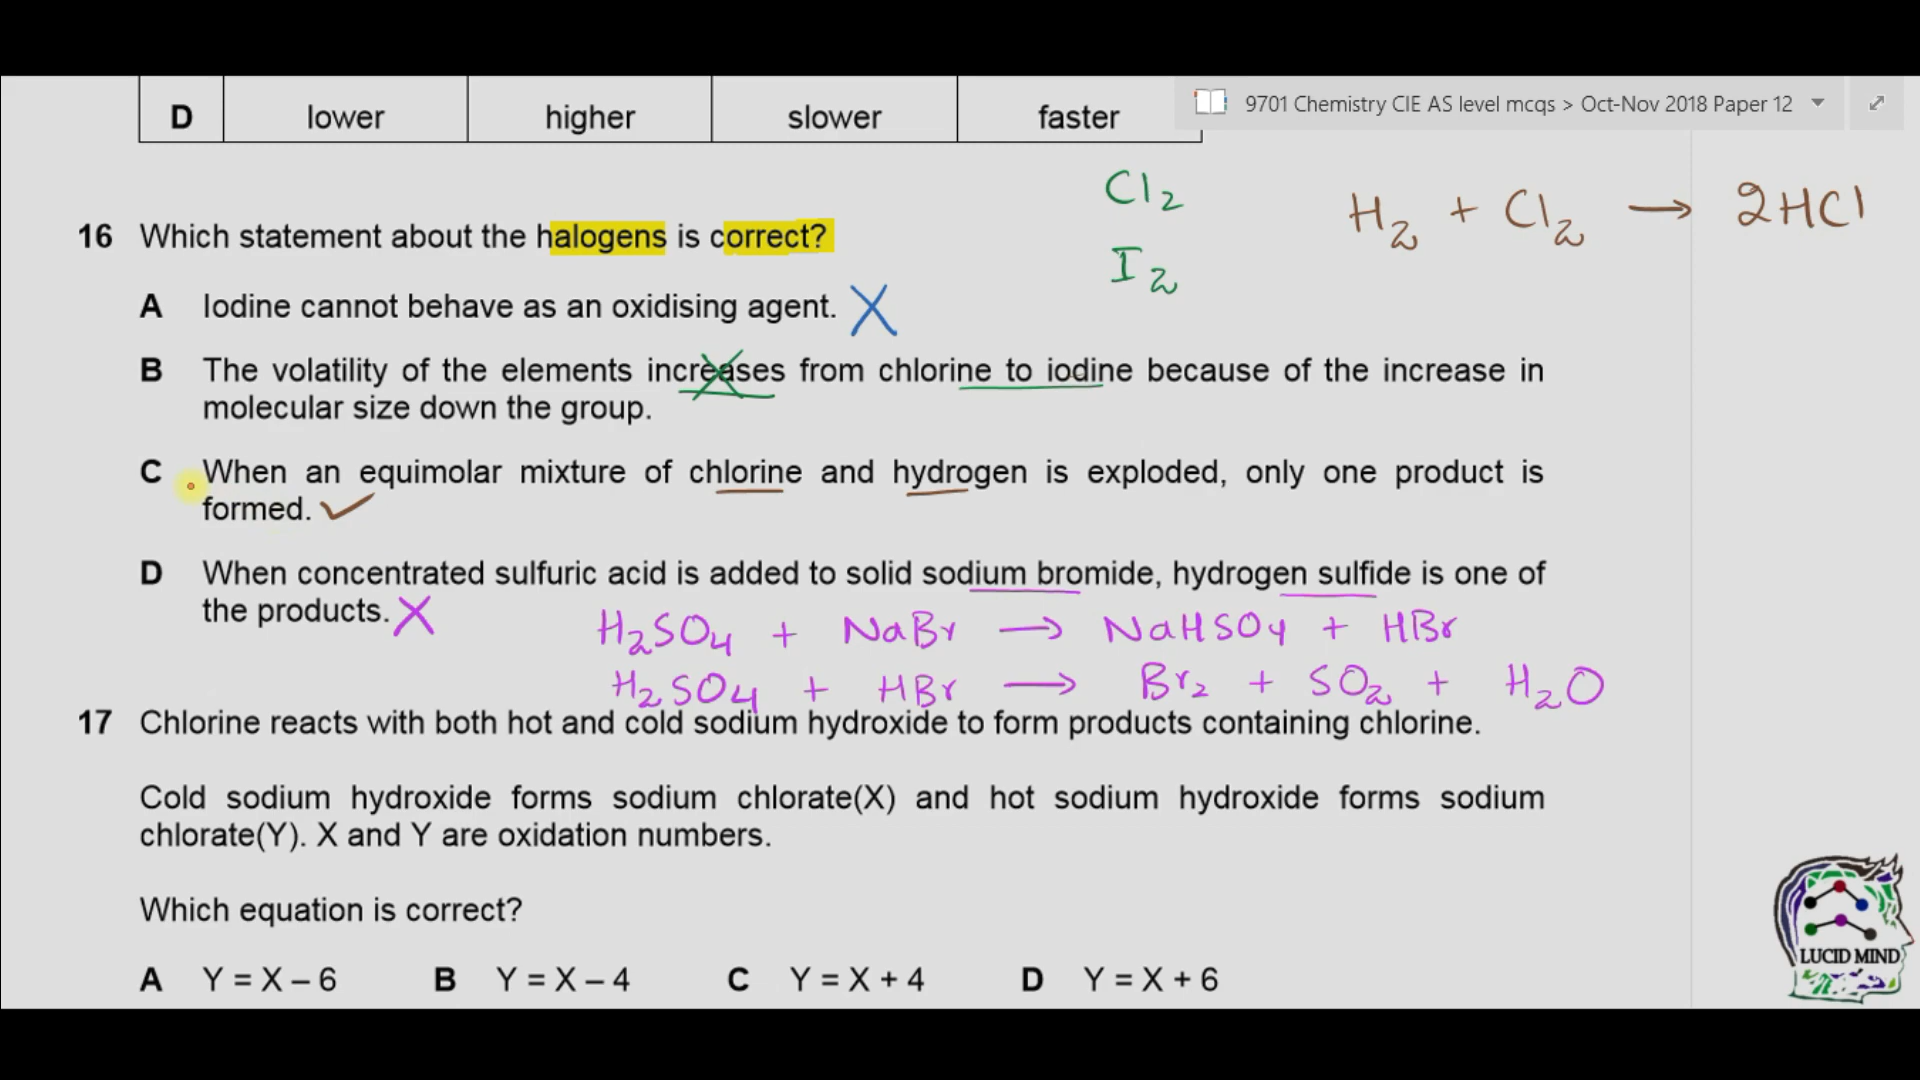 D lower higher slower faster
9701 Chemistry CIE AS level mcqs > Oct-Nov 2018 Paper 12
Cl₂
H₂ + Cl₂ → 2HCl
16 Which statement about the halogens is correct?
I₂
A Iodine cannot behave as an oxidising agent. X
B The volatility of the elements increases from chlorine to iodine because of the increase in
molecular size down the group.
C When an equimolar mixture of chlorine and hydrogen is exploded, only one product is
formed. ✓
D When concentrated sulfuric acid is added to solid sodium bromide, hydrogen sulfide is one of
the products. X
H₂SO₄ + NaBr → NaHSO₄ + HBr
H₂SO₄ + HBr → Br₂ + SO₂ + H₂O
17 Chlorine reacts with both hot and cold sodium hydroxide to form products containing chlorine.
Cold sodium hydroxide forms sodium chlorate(X) and hot sodium hydroxide forms sodium
chlorate(Y). X and Y are oxidation numbers.
Which equation is correct?
A Y = X – 6 B Y = X – 4 C Y = X + 4 D Y = X + 6
LUCID MIND